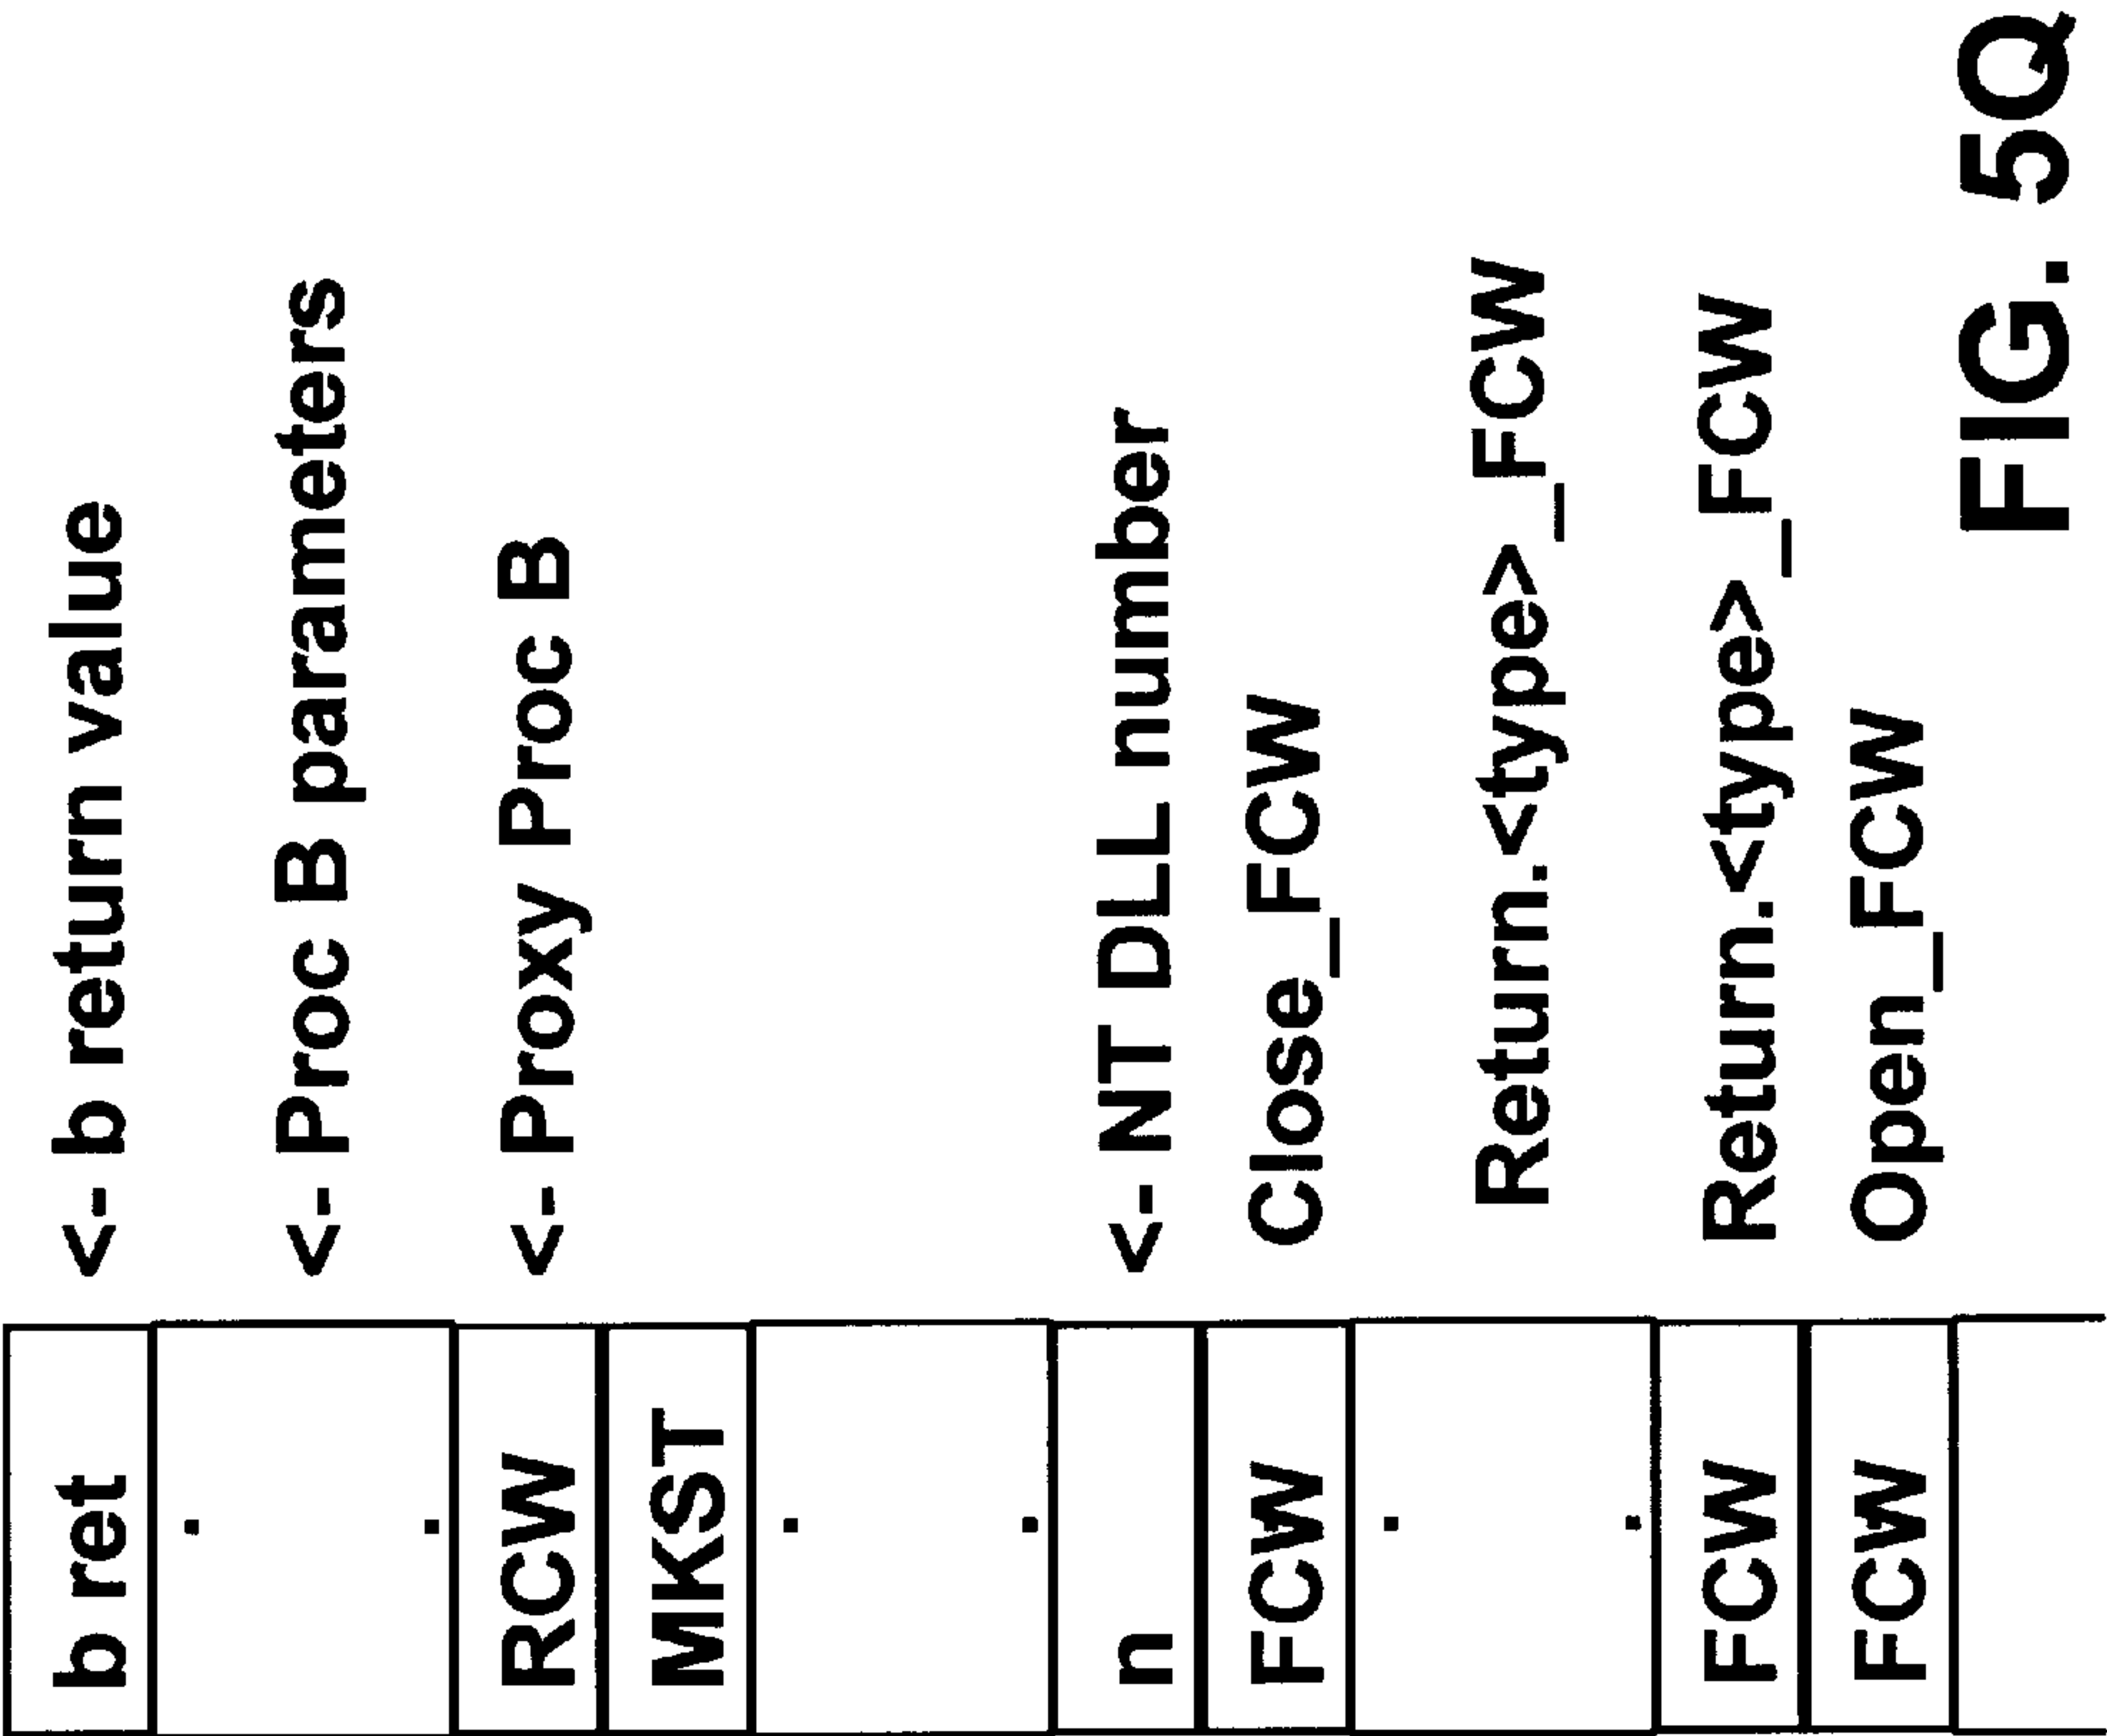 b ret <- b return value
<- Proc B parameters
RCW <- Proxy Proc B
MKST
n <- NT DLL number
FCW Close_FCW
Return.<type>_FCW
FCW Return.<type>_FCW
FCW Open_FCW
FIG. 5Q